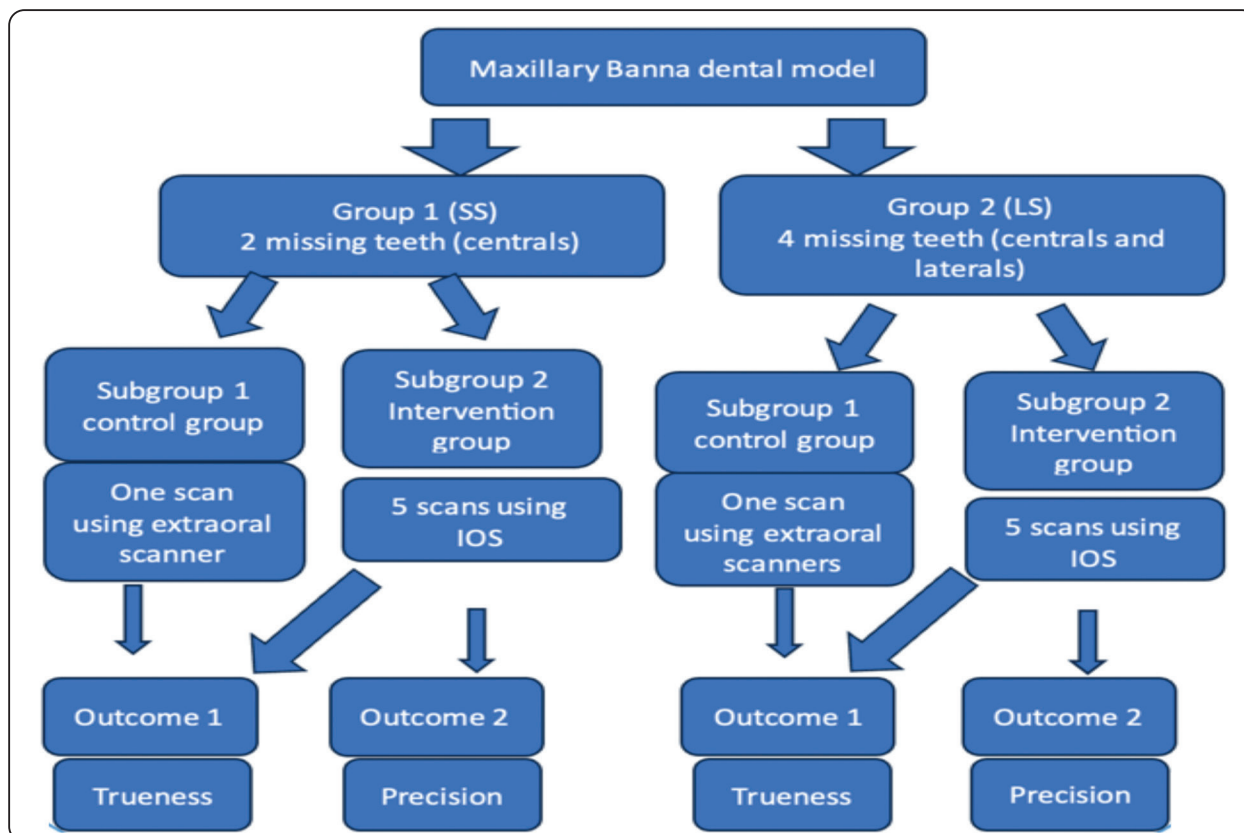 Maxillary Banna dental model
Group 1 (SS)
2 missing teeth (centrals)
Group 2 (LS)
4 missing teeth (centrals and
laterals)
Subgroup 1
control group
Subgroup 2
Intervention
group
Subgroup 1
control group
Subgroup 2
Intervention
group
One scan
using extraoral
scanner
5 scans using
IOS
One scan
using extraoral
scanners
5 scans using
IOS
Outcome 1
Outcome 2
Outcome 1
Outcome 2
Trueness
Precision
Trueness
Precision